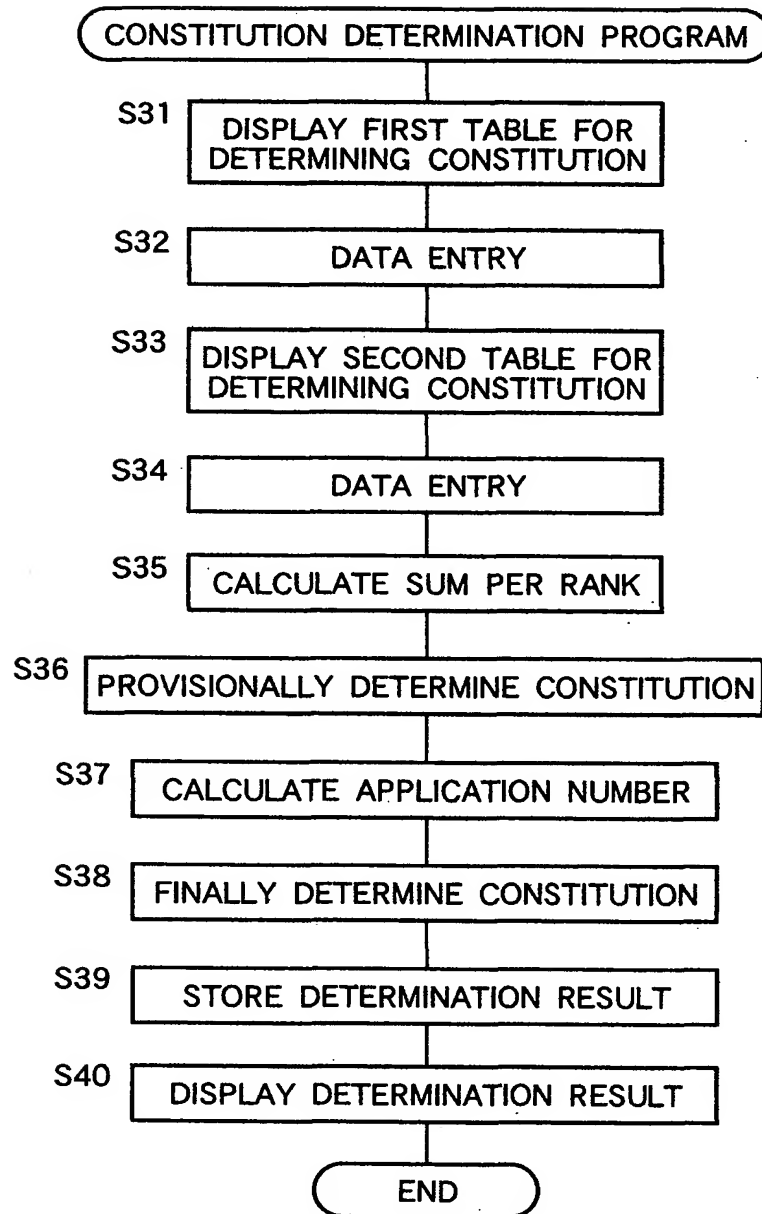 CONSTITUTION DETERMINATION PROGRAM
S31
DISPLAY FIRST TABLE FOR
DETERMINING CONSTITUTION
S32
DATA ENTRY
S33
DISPLAY SECOND TABLE FOR
DETERMINING CONSTITUTION
S34
DATA ENTRY
S35
CALCULATE SUM PER RANK
S36
PROVISIONALLY DETERMINE CONSTITUTION
S37
CALCULATE APPLICATION NUMBER
S38
FINALLY DETERMINE CONSTITUTION
S39
STORE DETERMINATION RESULT
S40
DISPLAY DETERMINATION RESULT
END